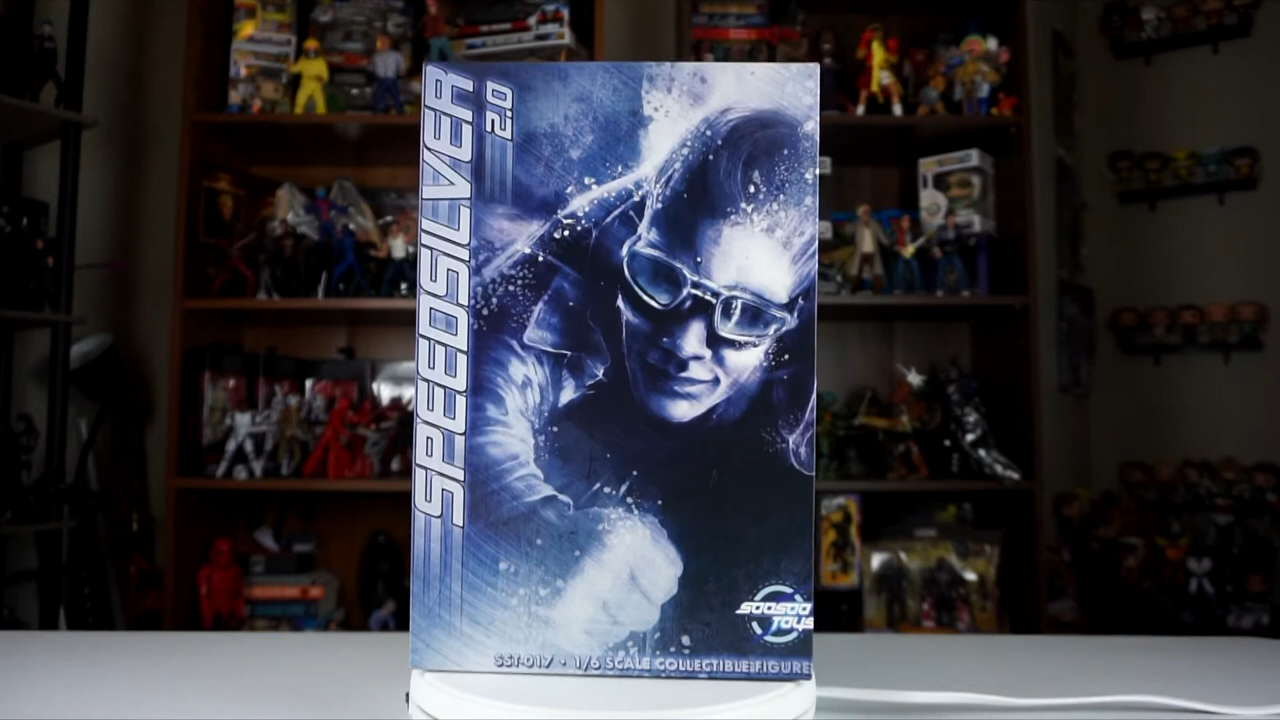 SPEEDSILVER
2.0
SOOSOO
TOYS
SST-017 • 1/6 SCALE COLLECTIBLE FIGURE